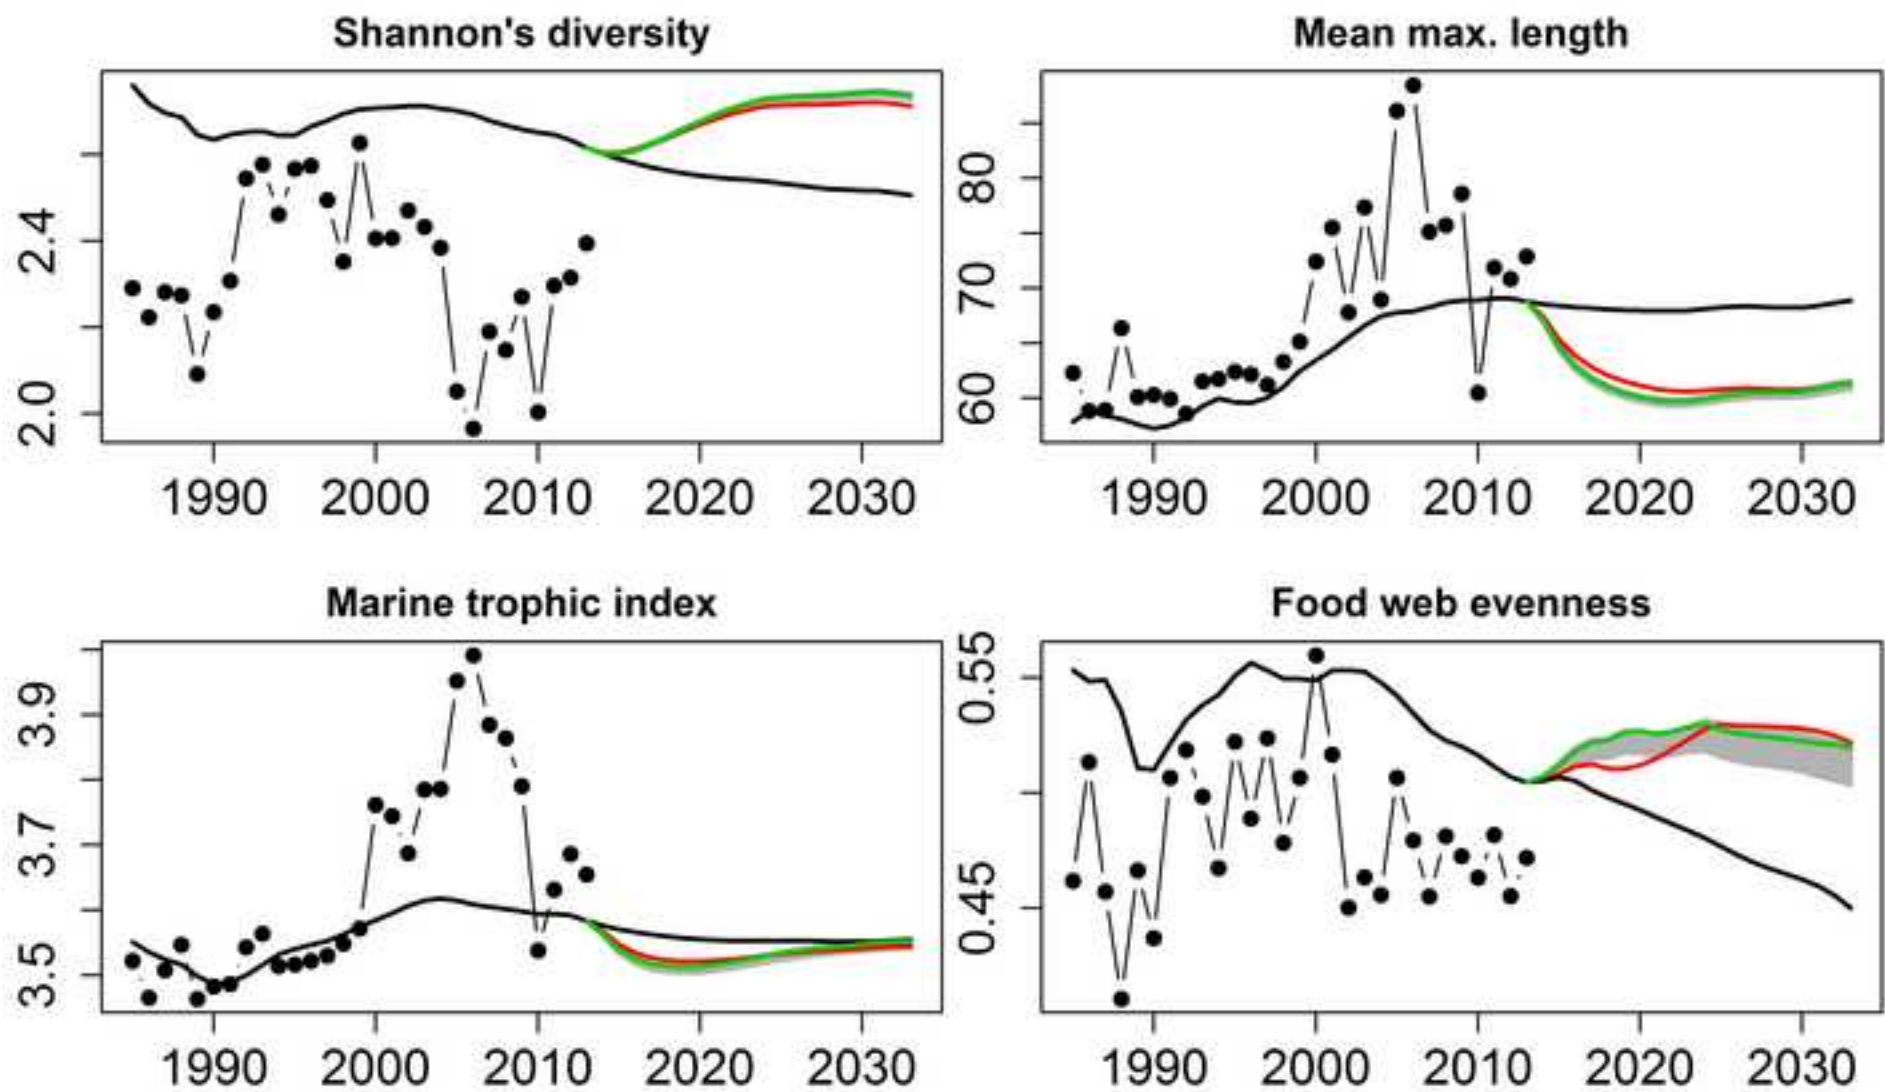 Shannon's diversity
2.4
2.0
1990 2000 2010 2020 2030
Mean max. length
80
70
60
1990 2000 2010 2020 2030
Marine trophic index
3.9
3.7
3.5
1990 2000 2010 2020 2030
Food web evenness
0.55
0.45
1990 2000 2010 2020 2030